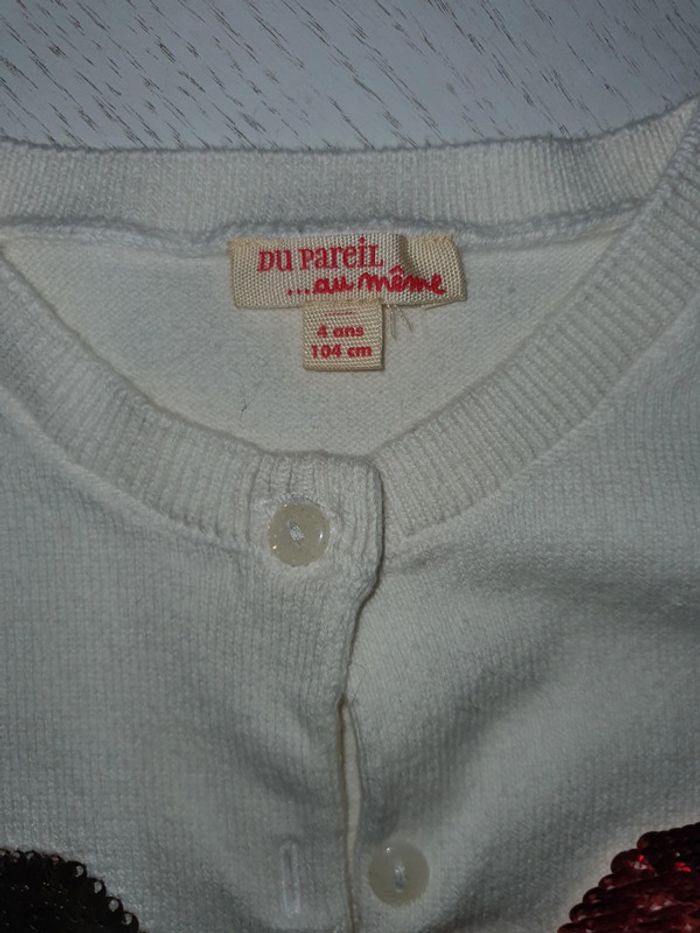 DU PAREIL
...au même
4 ans
104 cm